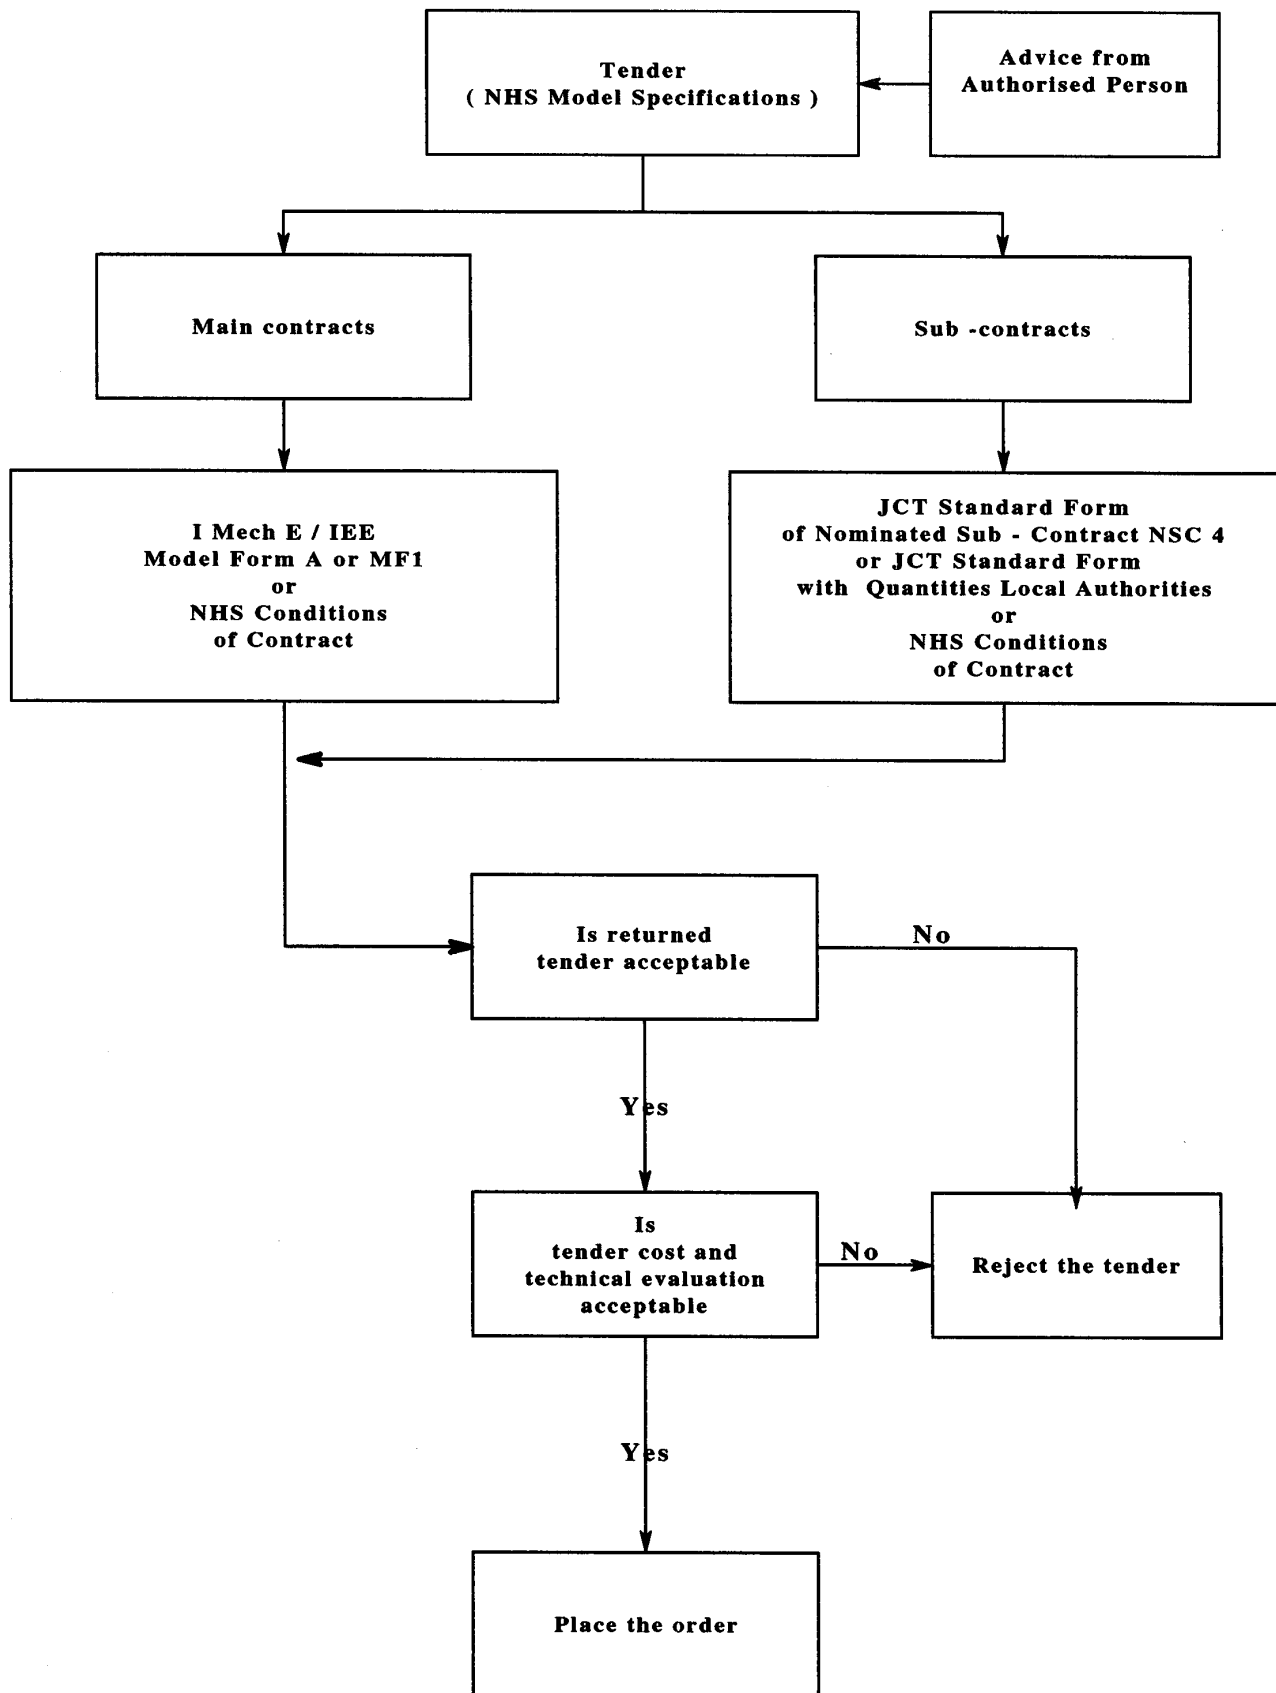 Tender
( NHS Model Specifications )
Advice from
Authorised Person
Main contracts
Sub -contracts
I Mech E / IEE
Model Form A or MF1
or
NHS Conditions
of Contract
JCT Standard Form
of Nominated Sub - Contract NSC 4
or JCT Standard Form
with Quantities Local Authorities
or
NHS Conditions
of Contract
Is returned
tender acceptable
No
Yes
Is
tender cost and
technical evaluation
acceptable
No
Reject the tender
Yes
Place the order